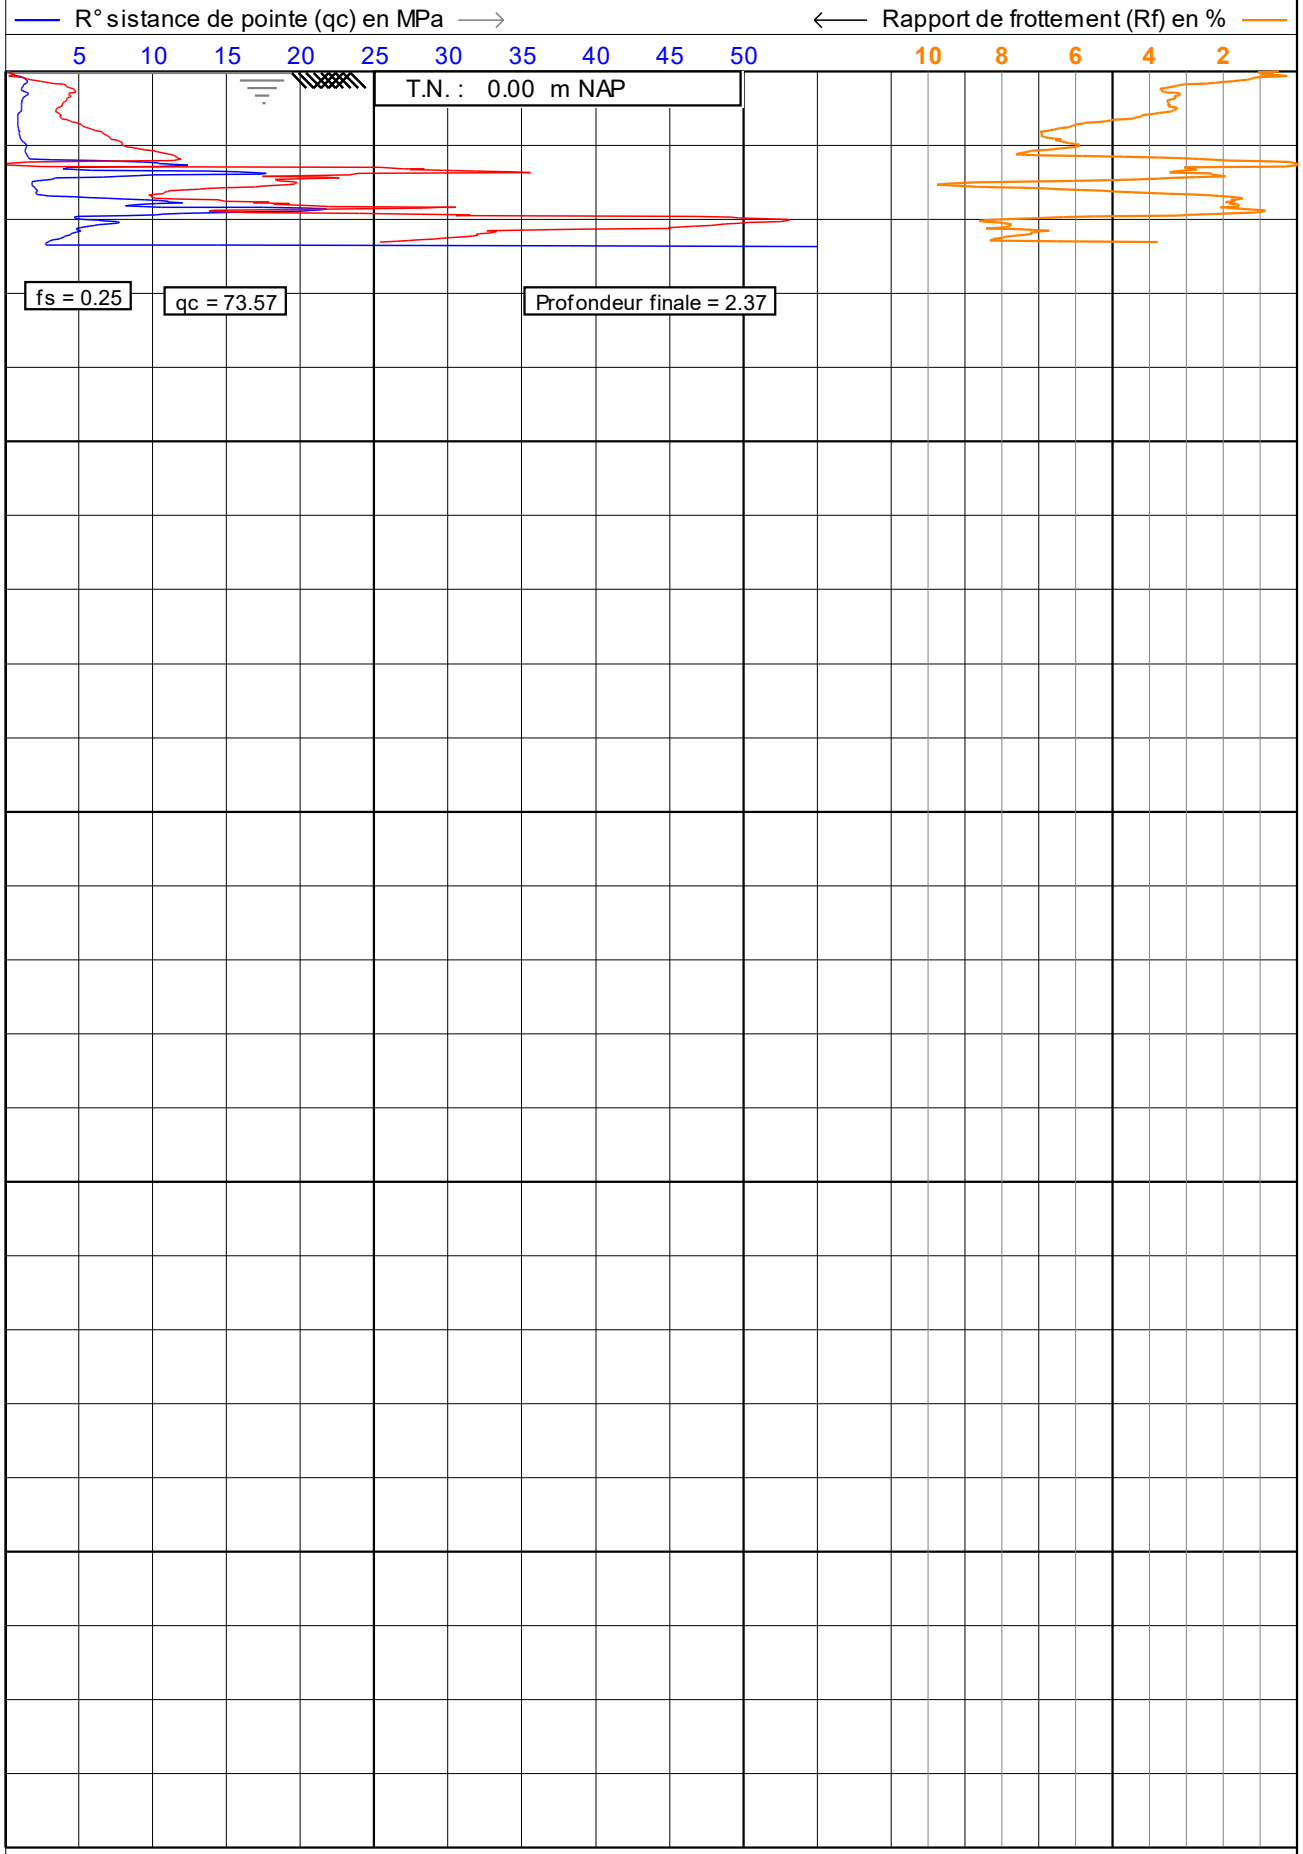 R° sistance de pointe (qc) en MPa Rapport de frottement (Rf) en %
5 10 15 20 25 30 35 40 45 50 10 8 6 4 2
T.N. : 0.00 m NAP
fs = 0.25 qc = 73.57 Profondeur finale = 2.37